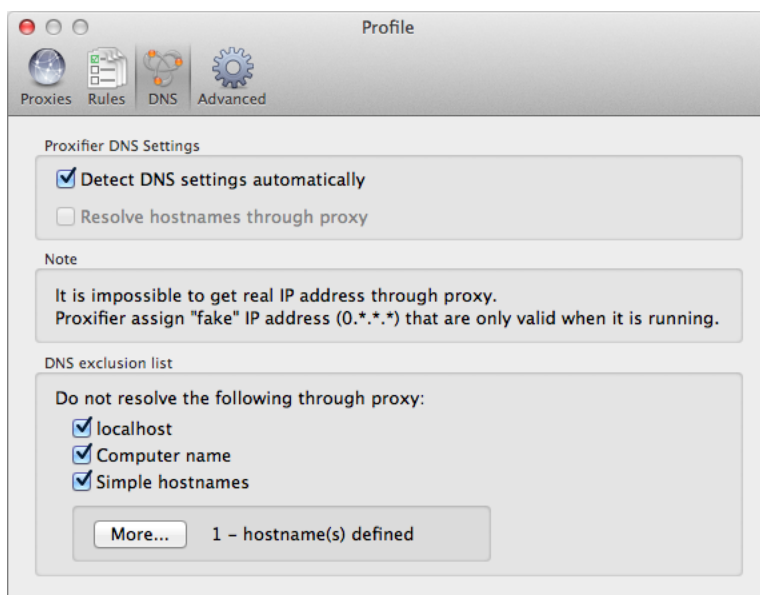 Profile
Proxies Rules DNS Advanced
Proxifier DNS Settings
Detect DNS settings automatically
Resolve hostnames through proxy
Note
It is impossible to get real IP address through proxy.
Proxifier assign "fake" IP address (0.*.*.*) that are only valid when it is running.
DNS exclusion list
Do not resolve the following through proxy:
localhost
Computer name
Simple hostnames
More... 1 – hostname(s) defined